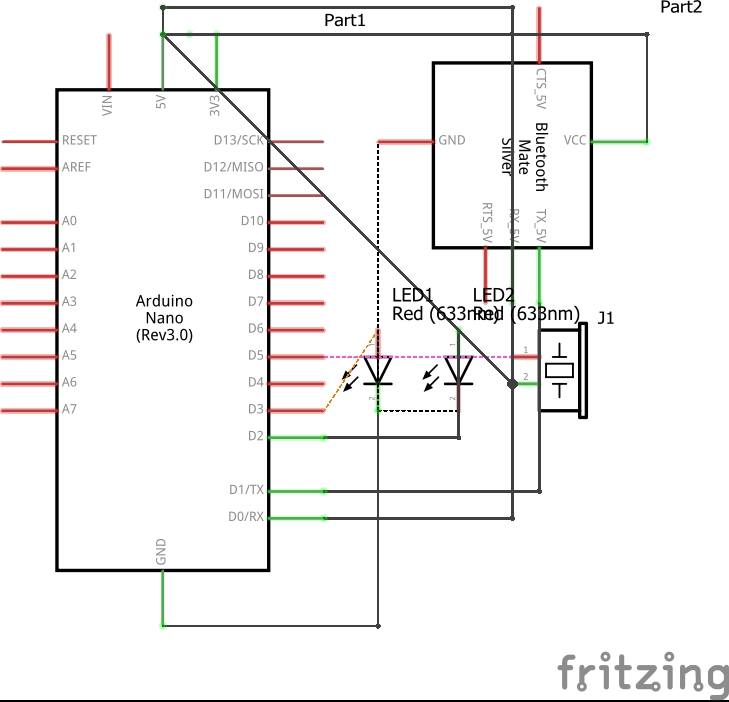 Part1
Part2
VIN
5V
3V3
CTS_5V
RESET
D13/SCK
GND
VCC
Bluetooth
Mate
Silver
AREF
D12/MISO
D11/MOSI
A0
D10
RTS_5V
RX_5V
TX_5V
A1
D9
A2
D8
A3
D7
LED1
Red (633nm)
LED2
Red (633nm)
J1
Arduino
Nano
(Rev3.0)
A4
D6
A5
D5
1
1
1
A6
D4
2
2
2
A7
D3
D2
D1/TX
D0/RX
GND
fritzing